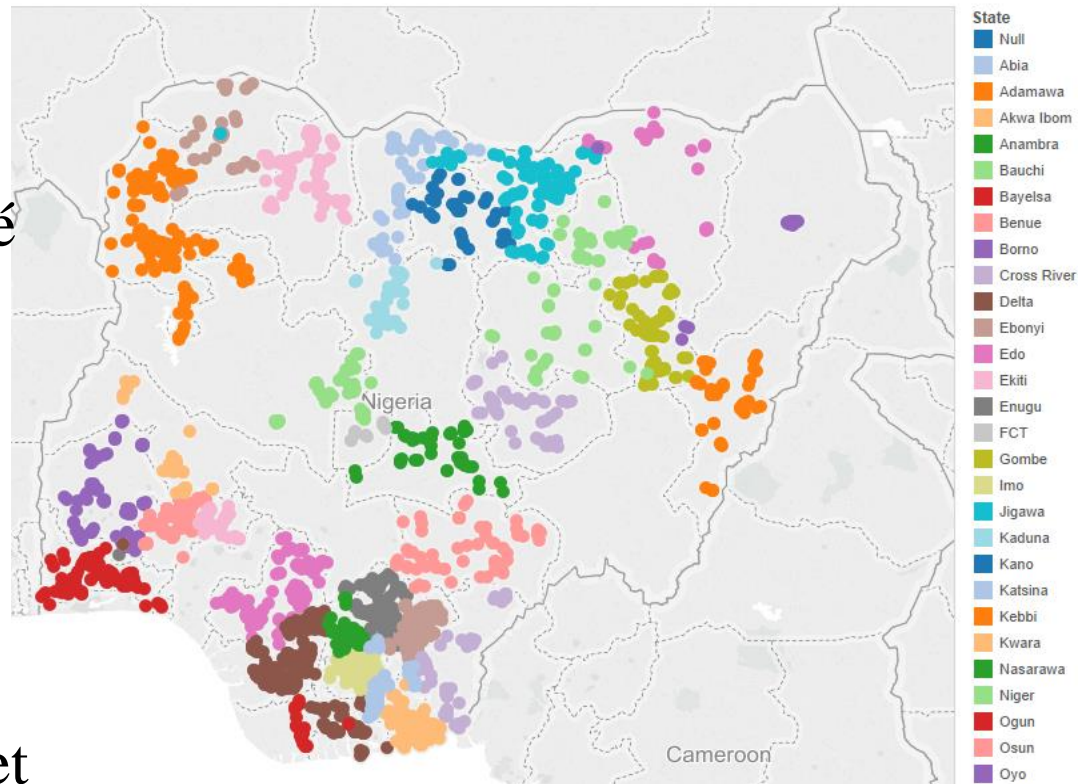 é
et
Nigeria
Cameroon
State
Null
Abia
Adamawa
Akwa Ibom
Anambra
Bauchi
Bayelsa
Benue
Borno
Cross River
Delta
Ebonyi
Edo
Ekiti
Enugu
FCT
Gombe
Imo
Jigawa
Kaduna
Kano
Katsina
Kebbi
Kwara
Nasarawa
Niger
Ogun
Osun
Oyo